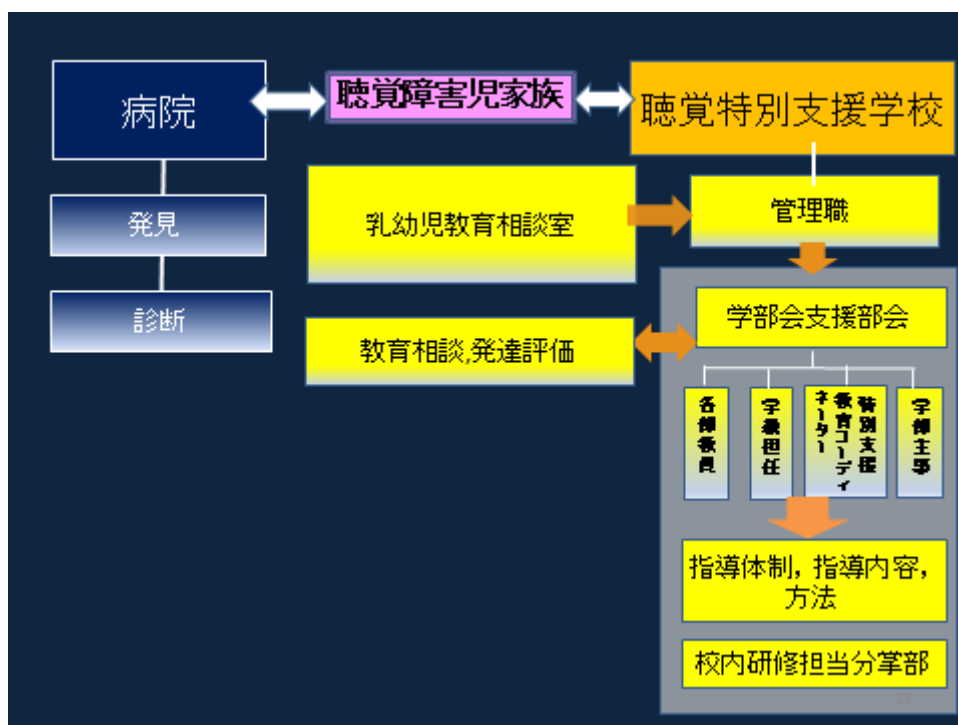 病院
聴覚障害児家族
聴覚特別支援学校
発見
診断
乳幼児教育相談室
管理職
学部会支援部会
教育相談,発達評価
各部教員
学級担任
特別支援
教育コーディ
ネーター
学部主事
指導体制，指導内容，
方法
校内研修担当分掌部